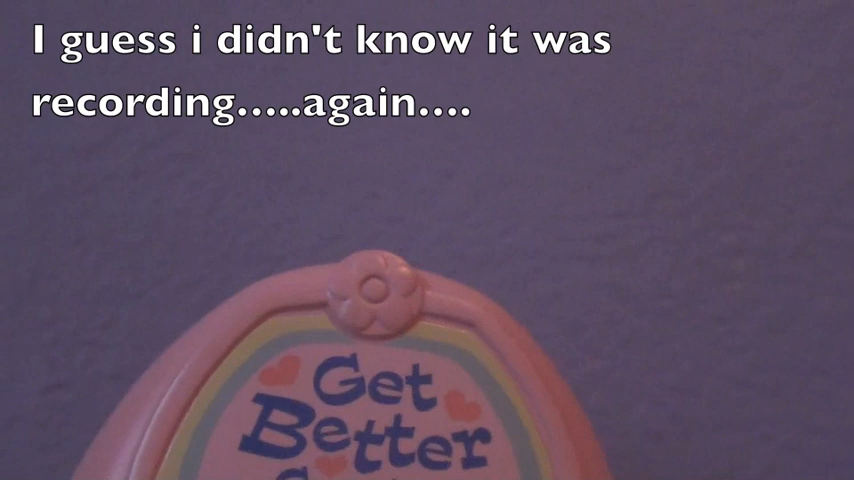 I guess i didn't know it was
recording.....again....
Get
Better